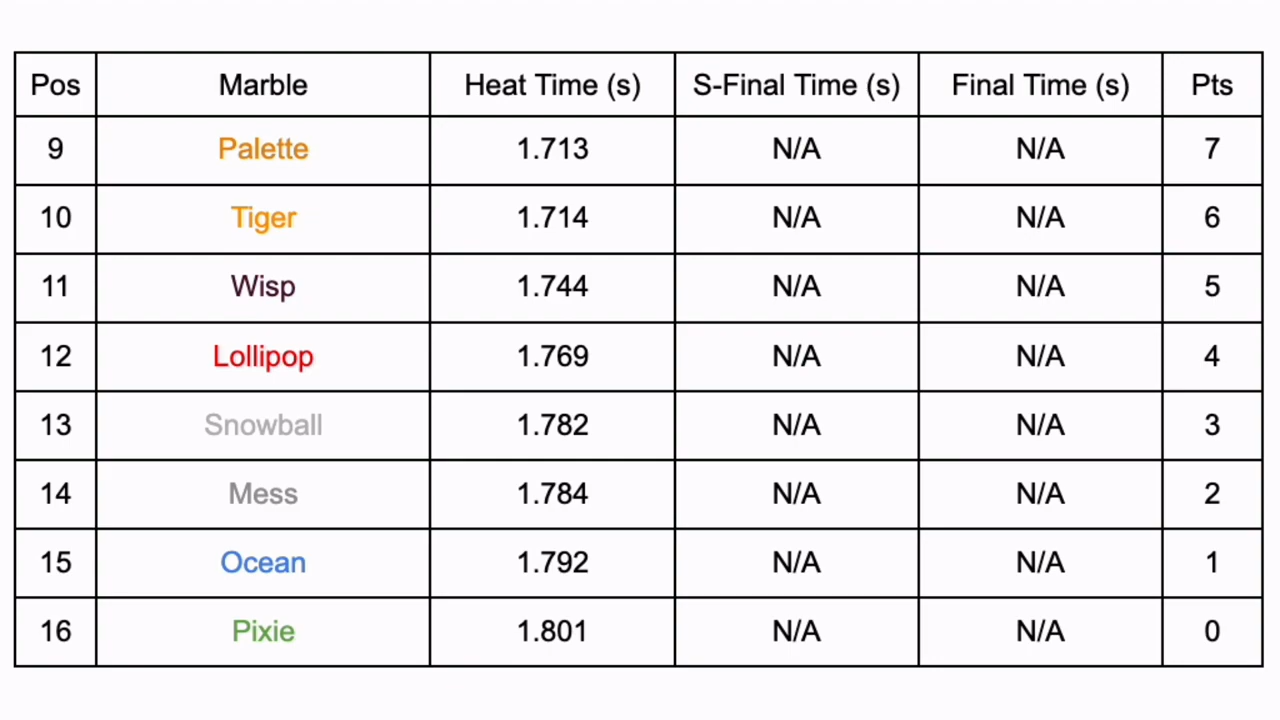 Pos Marble Heat Time (s) S-Final Time (s) Final Time (s) Pts
9 Palette 1.713 N/A N/A 7
10 Tiger 1.714 N/A N/A 6
11 Wisp 1.744 N/A N/A 5
12 Lollipop 1.769 N/A N/A 4
13 Snowball 1.782 N/A N/A 3
14 Mess 1.784 N/A N/A 2
15 Ocean 1.792 N/A N/A 1
16 Pixie 1.801 N/A N/A 0